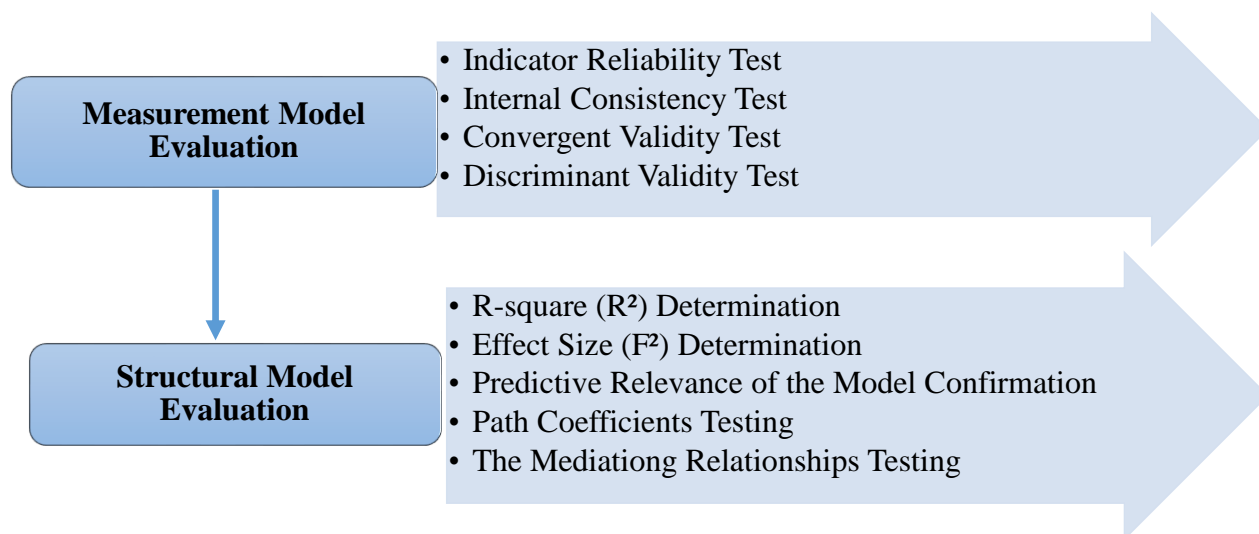 Measurement Model
Evaluation
• Indicator Reliability Test
• Internal Consistency Test
• Convergent Validity Test
• Discriminant Validity Test
Structural Model
Evaluation
• R-square (R²) Determination
• Effect Size (F²) Determination
• Predictive Relevance of the Model Confirmation
• Path Coefficients Testing
• The Mediationg Relationships Testing